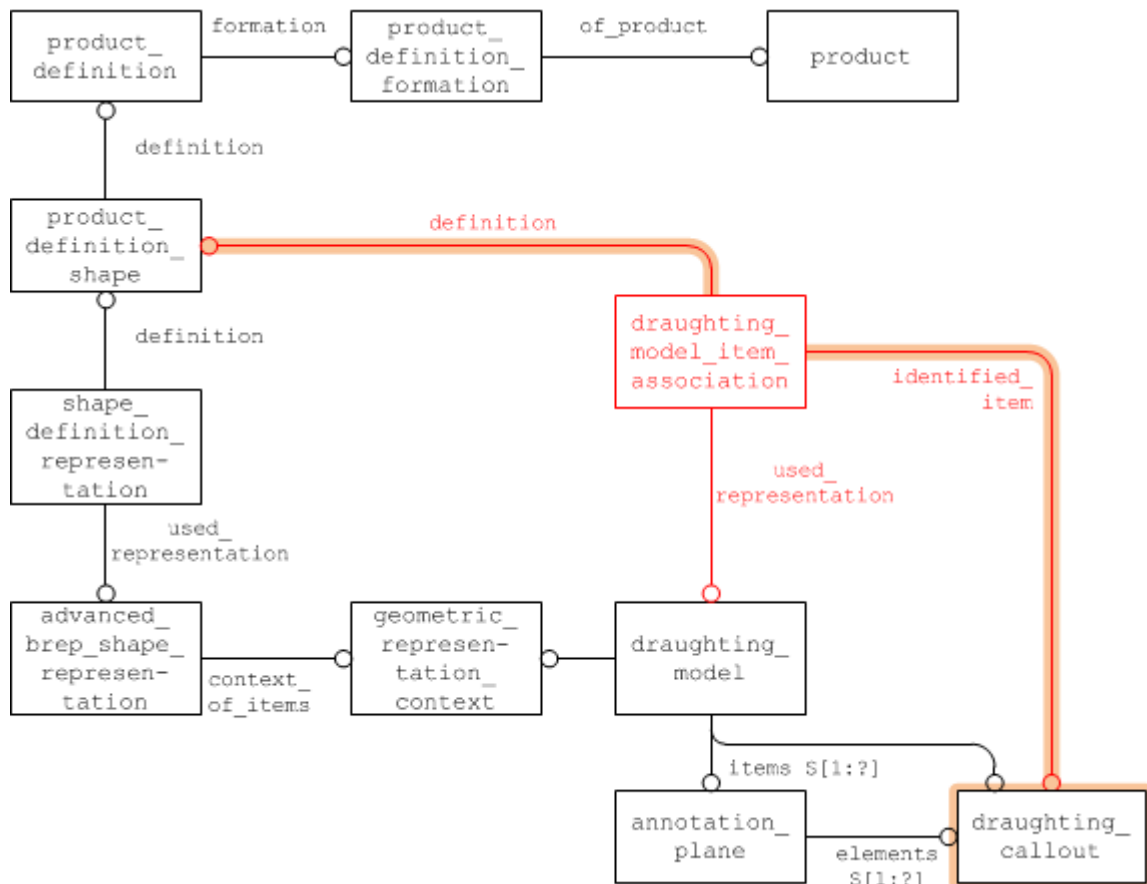 formation
of_product
product_
definition
product_
definition_
formation
product
definition
product_
definition_
shape
definition
definition
draughting_
model_item_
association
identified_
item
shape_
definition_
represen-
tation
used_
representation
used_
representation
advanced_
brep_shape_
represen-
tation
context_
of_items
geometric_
represen-
tation_
context
draughting_
model
items S[1:?]
annotation_
plane
elements
S[1:?]
draughting_
callout